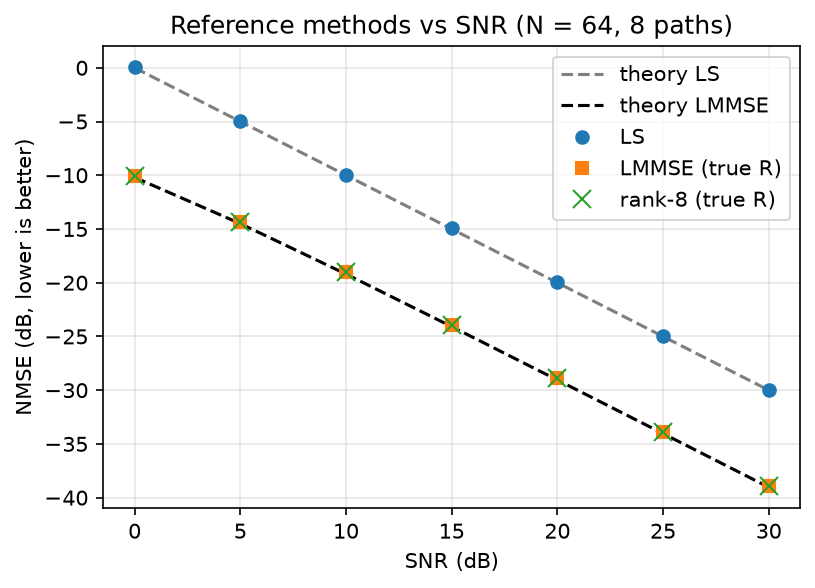 Reference methods vs SNR (N = 64, 8 paths)
NMSE (dB, lower is better)
0
−5
−10
−15
−20
−25
−30
−35
−40
theory LS
theory LMMSE
LS
LMMSE (true R)
rank-8 (true R)
0
5
10
15
20
25
30
SNR (dB)